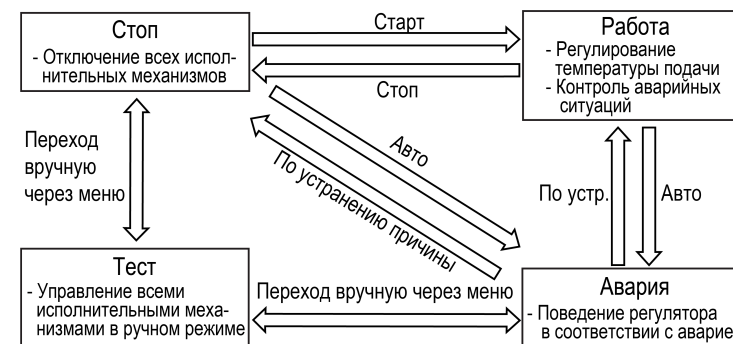 Стоп
- Отключение всех испол-
нительных механизмов
Старт
Стоп
Работа
- Регулирование
температуры подачи
- Контроль аварийных
ситуаций
Переход
вручную
через меню
Авто
По устранению причины
По устр.
Авто
Тест
- Управление всеми
исполнительными меха-
низмами в ручном режиме
Переход вручную через меню
Авария
- Поведение регулятора
в соответствии с аварие